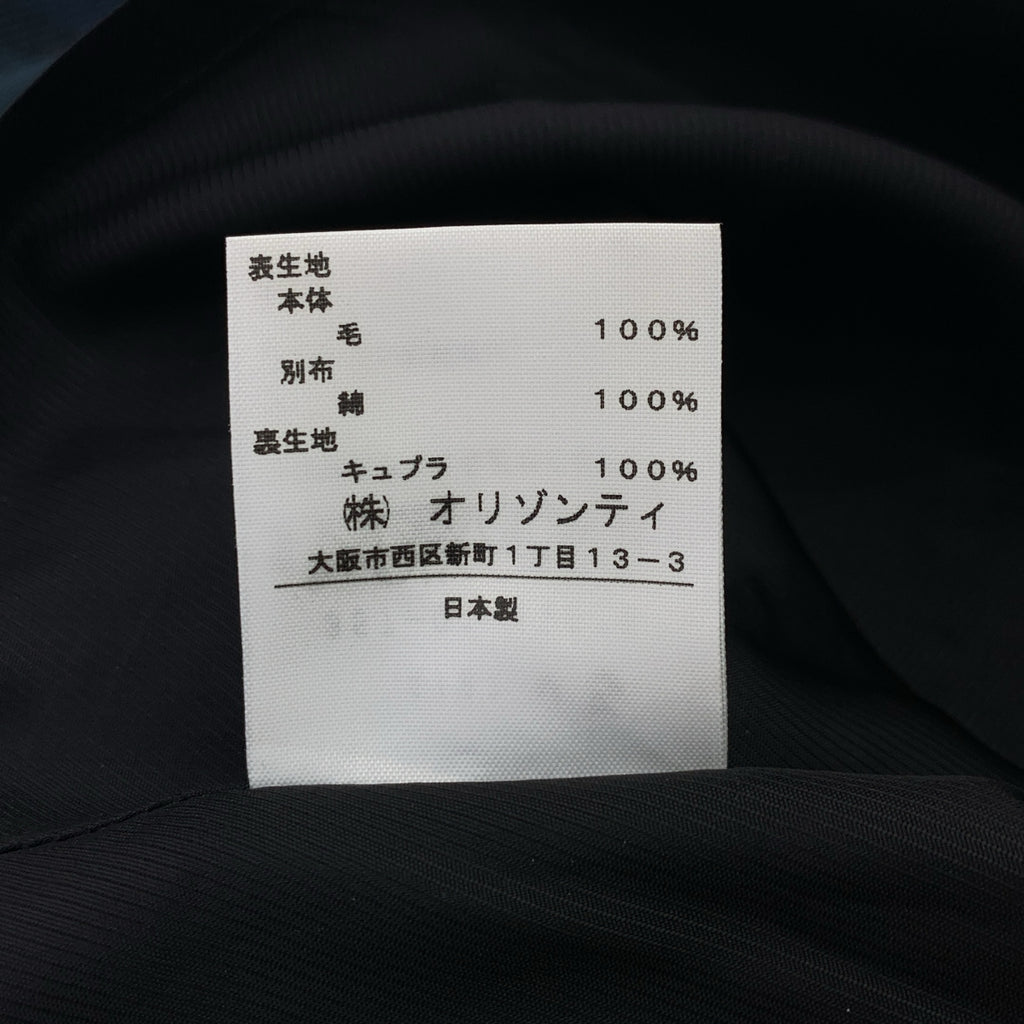 表生地
本体
毛 100%
別布
綿 100%
裏生地
キュプラ 100%
㈱ オリゾンティ
大阪市西区新町1丁目13-3
日本製